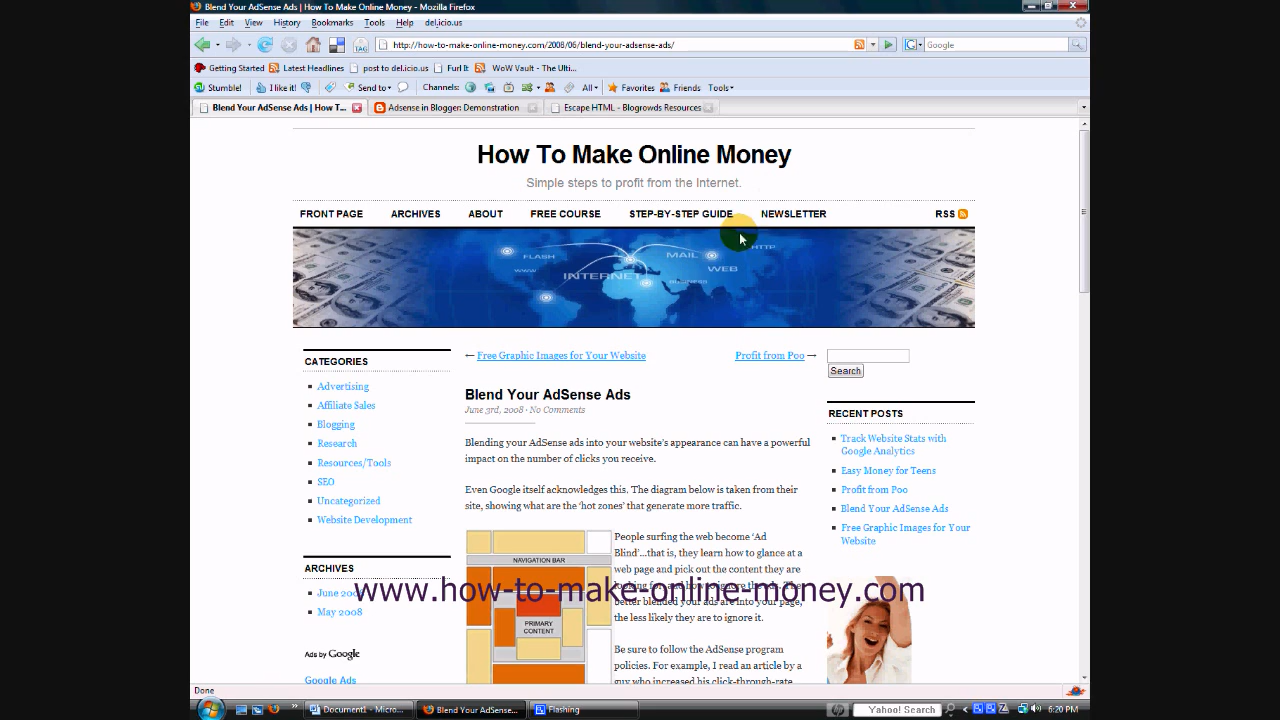 Blend Your AdSense Ads | How To Make Online Money - Mozilla Firefox
File Edit View History Bookmarks Tools Help del.icio.us
http://how-to-make-online-money.com/2008/06/blend-your-adsense-ads/ Google
Getting Started Latest Headlines post to del.icio.us Furl It WoW Vault - The Ulti...
Stumble! I like it! Send to Channels: All Favorites Friends Tools
Blend Your AdSense Ads | How T... Adsense in Blogger: Demonstration Escape HTML - Blogrowds Resources
How To Make Online Money
Simple steps to profit from the Internet.
FRONT PAGE ARCHIVES ABOUT FREE COURSE STEP-BY-STEP GUIDE NEWSLETTER RSS
FLASH MAIL HTTP
WWW INTERNET WEB
BUSINESS
← Free Graphic Images for Your Website Profit from Poo →
Search
CATEGORIES
Advertising
Affiliate Sales
Blogging
Research
Resources/Tools
SEO
Uncategorized
Website Development
ARCHIVES
June
May 2008
Ads by Google
Google Ads
Blend Your AdSense Ads
June 3rd, 2008 · No Comments
Blending your AdSense ads into your website's appearance can have a powerful
impact on the number of clicks you receive.
Even Google itself acknowledges this. The diagram below is taken from their
site, showing what are the 'hot zones' that generate more traffic.
NAVIGATION BAR
PRIMARY
CONTENT
People surfing the web become 'Ad
Blind'...that is, they learn how to glance at a
web page and pick out the content they are
better blended your ads are into your page,
the less likely they are to ignore it.
Be sure to follow the AdSense program
policies. For example, I read an article by a
guy who increased his click-through-rate
RECENT POSTS
Track Website Stats with
Google Analytics
Easy Money for Teens
Profit from Poo
Blend Your AdSense Ads
Free Graphic Images for Your
Website
www.how-to-make-online-money.com
Done
Document1 - Micro... Blend Your AdSense... Flashing Yahoo! Search 6:20 PM